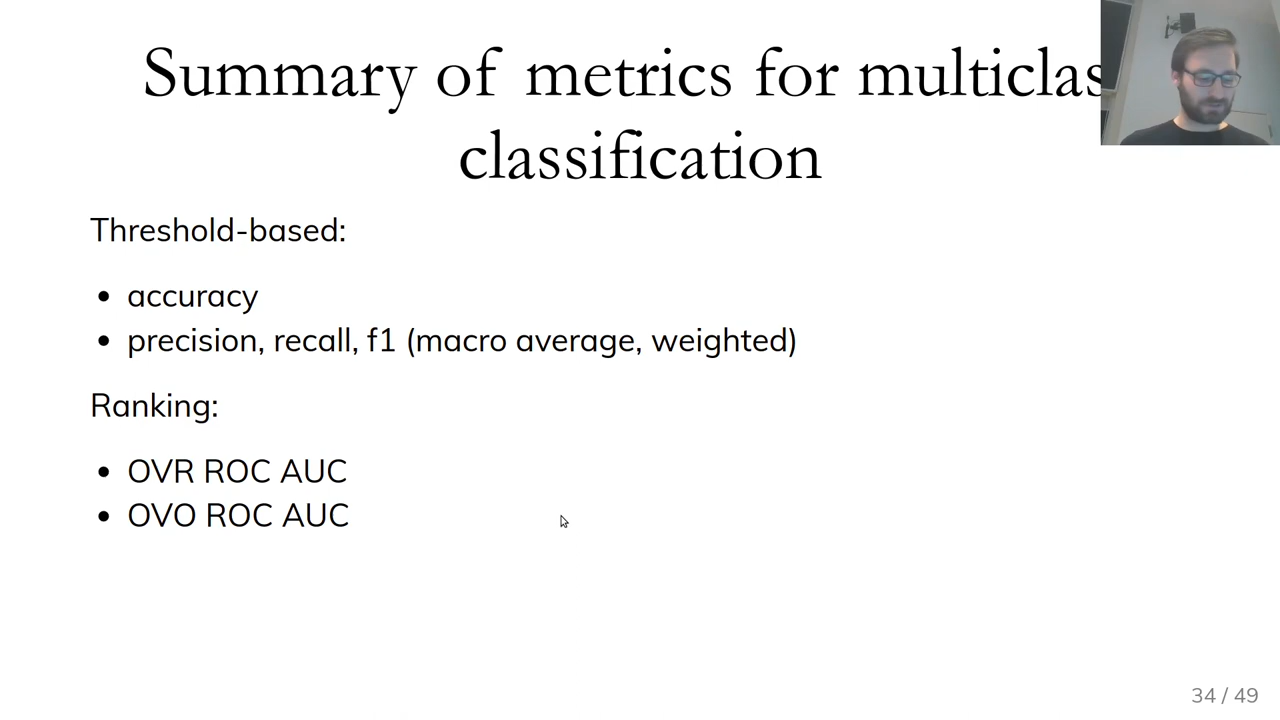 Summary of metrics for multiclas
classification
Threshold-based:
• accuracy
• precision, recall, f1 (macro average, weighted)
Ranking:
• OVR ROC AUC
• OVO ROC AUC
34 / 49